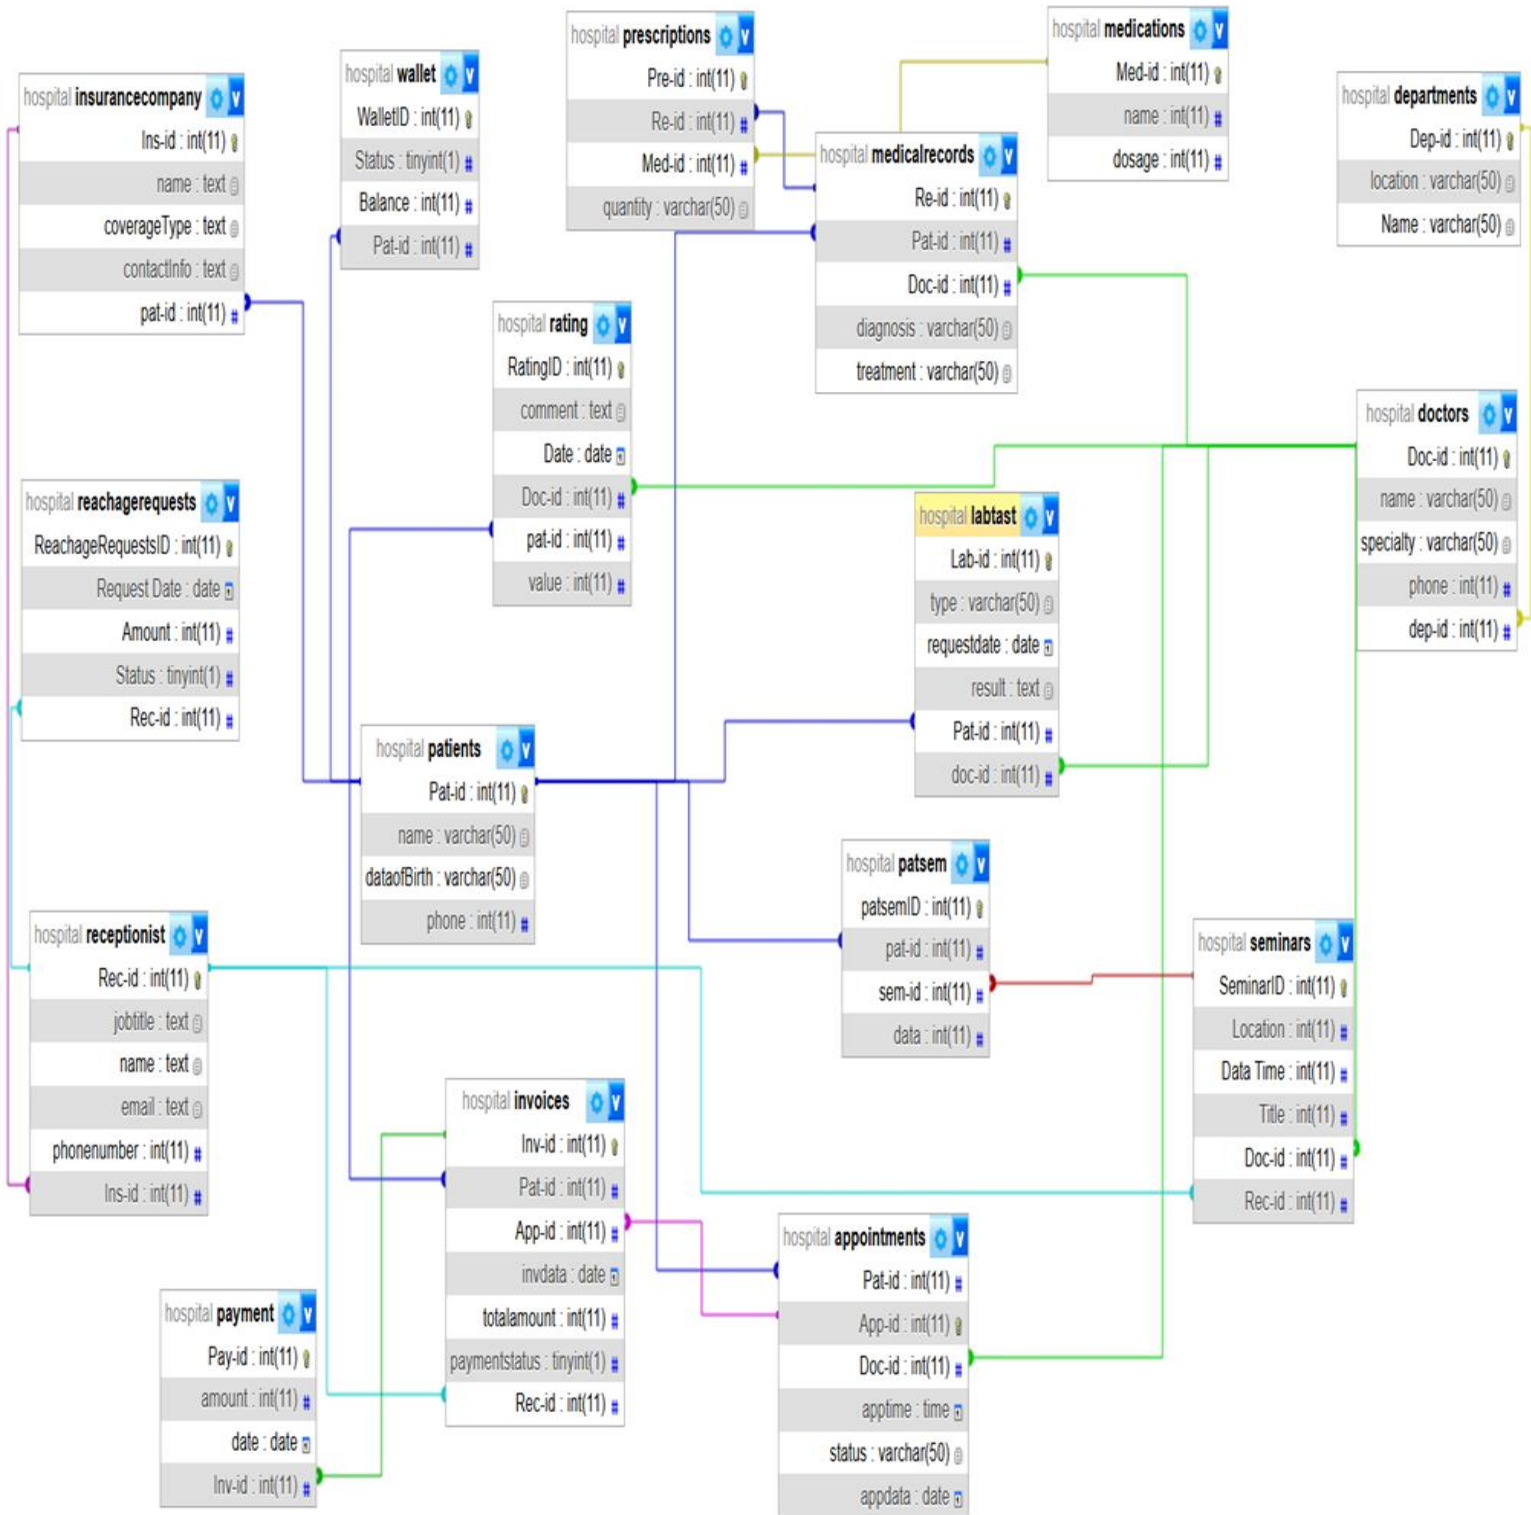 hospital insurancecompany
Ins-id : int(11)
name : text
coverageType : text
contactInfo : text
pat-id : int(11)
hospital wallet
WalletID : int(11)
Status : tinyint(1)
Balance : int(11)
Pat-id : int(11)
hospital prescriptions
Pre-id : int(11)
Re-id : int(11)
Med-id : int(11)
quantity : varchar(50)
hospital medications
Med-id : int(11)
name : int(11)
dosage : int(11)
hospital departments
Dep-id : int(11)
location : varchar(50)
Name : varchar(50)
hospital medicalrecords
Re-id : int(11)
Pat-id : int(11)
Doc-id : int(11)
diagnosis : varchar(50)
treatment : varchar(50)
hospital rating
RatingID : int(11)
comment : text
Date : date
Doc-id : int(11)
pat-id : int(11)
value : int(11)
hospital doctors
Doc-id : int(11)
name : varchar(50)
specialty : varchar(50)
phone : int(11)
dep-id : int(11)
hospital reachagerequests
ReachageRequestsID : int(11)
Request Date : date
Amount : int(11)
Status : tinyint(1)
Rec-id : int(11)
hospital labtast
Lab-id : int(11)
type : varchar(50)
requestdate : date
result : text
Pat-id : int(11)
doc-id : int(11)
hospital patients
Pat-id : int(11)
name : varchar(50)
dataofBirth : varchar(50)
phone : int(11)
hospital patsem
patsemID : int(11)
pat-id : int(11)
sem-id : int(11)
data : int(11)
hospital receptionist
Rec-id : int(11)
jobtitle : text
name : text
email : text
phonenumber : int(11)
Ins-id : int(11)
hospital seminars
SeminarID : int(11)
Location : int(11)
Data Time : int(11)
Title : int(11)
Doc-id : int(11)
Rec-id : int(11)
hospital invoices
Inv-id : int(11)
Pat-id : int(11)
App-id : int(11)
invdata : date
totalamount : int(11)
paymentstatus : tinyint(1)
Rec-id : int(11)
hospital appointments
Pat-id : int(11)
App-id : int(11)
Doc-id : int(11)
apptime : time
status : varchar(50)
appdata : date
hospital payment
Pay-id : int(11)
amount : int(11)
date : date
Inv-id : int(11)